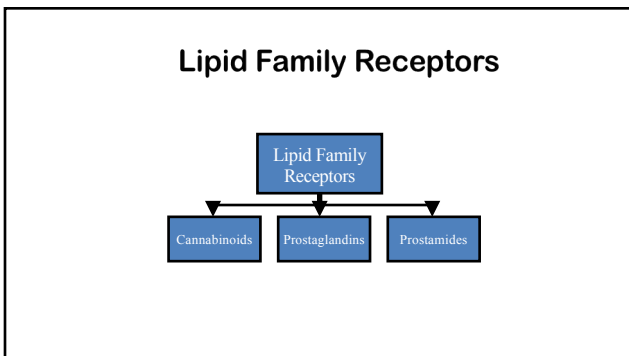 Lipid Family Receptors
Lipid Family
Receptors
Cannabinoids
Prostaglandins
Prostamides